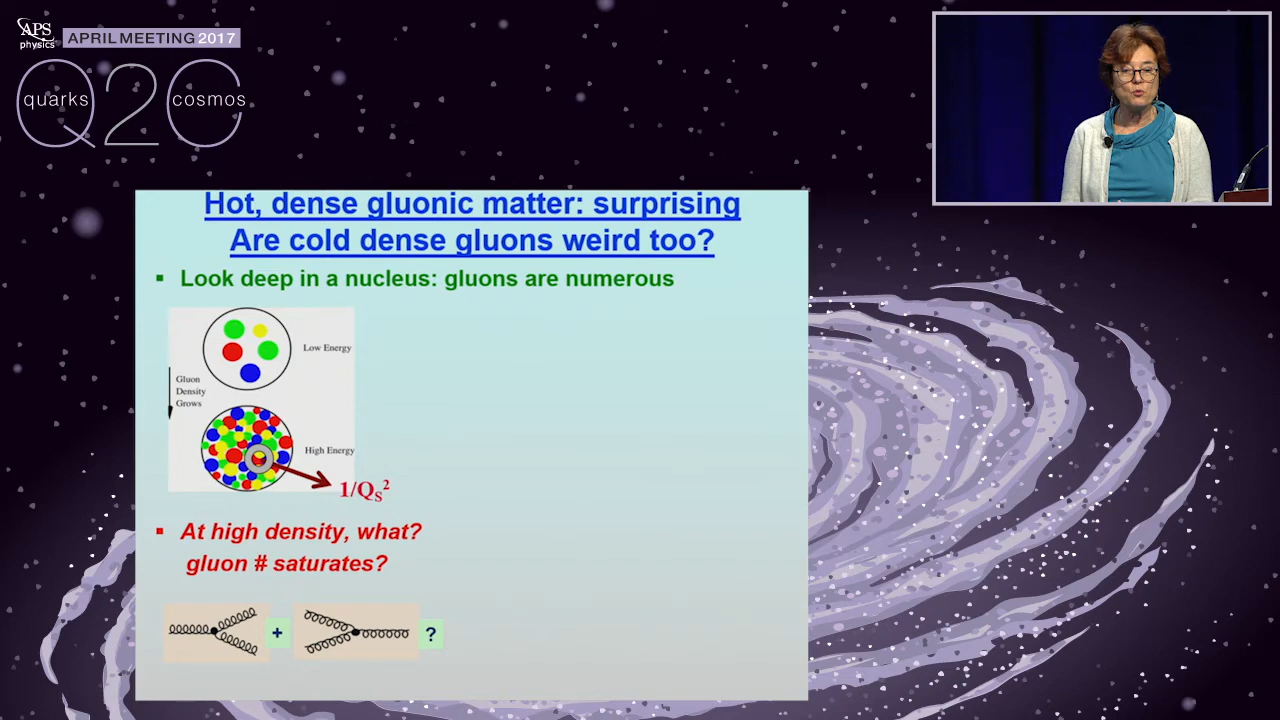 APS
physics
APRIL MEETING 2017
Q2C
quarks
cosmos
Hot, dense gluonic matter: surprising
Are cold dense gluons weird too?
▪ Look deep in a nucleus: gluons are numerous
Low Energy
Gluon
Density
Grows
High Energy
1/Qs²
▪ At high density, what?
gluon # saturates?
+
?